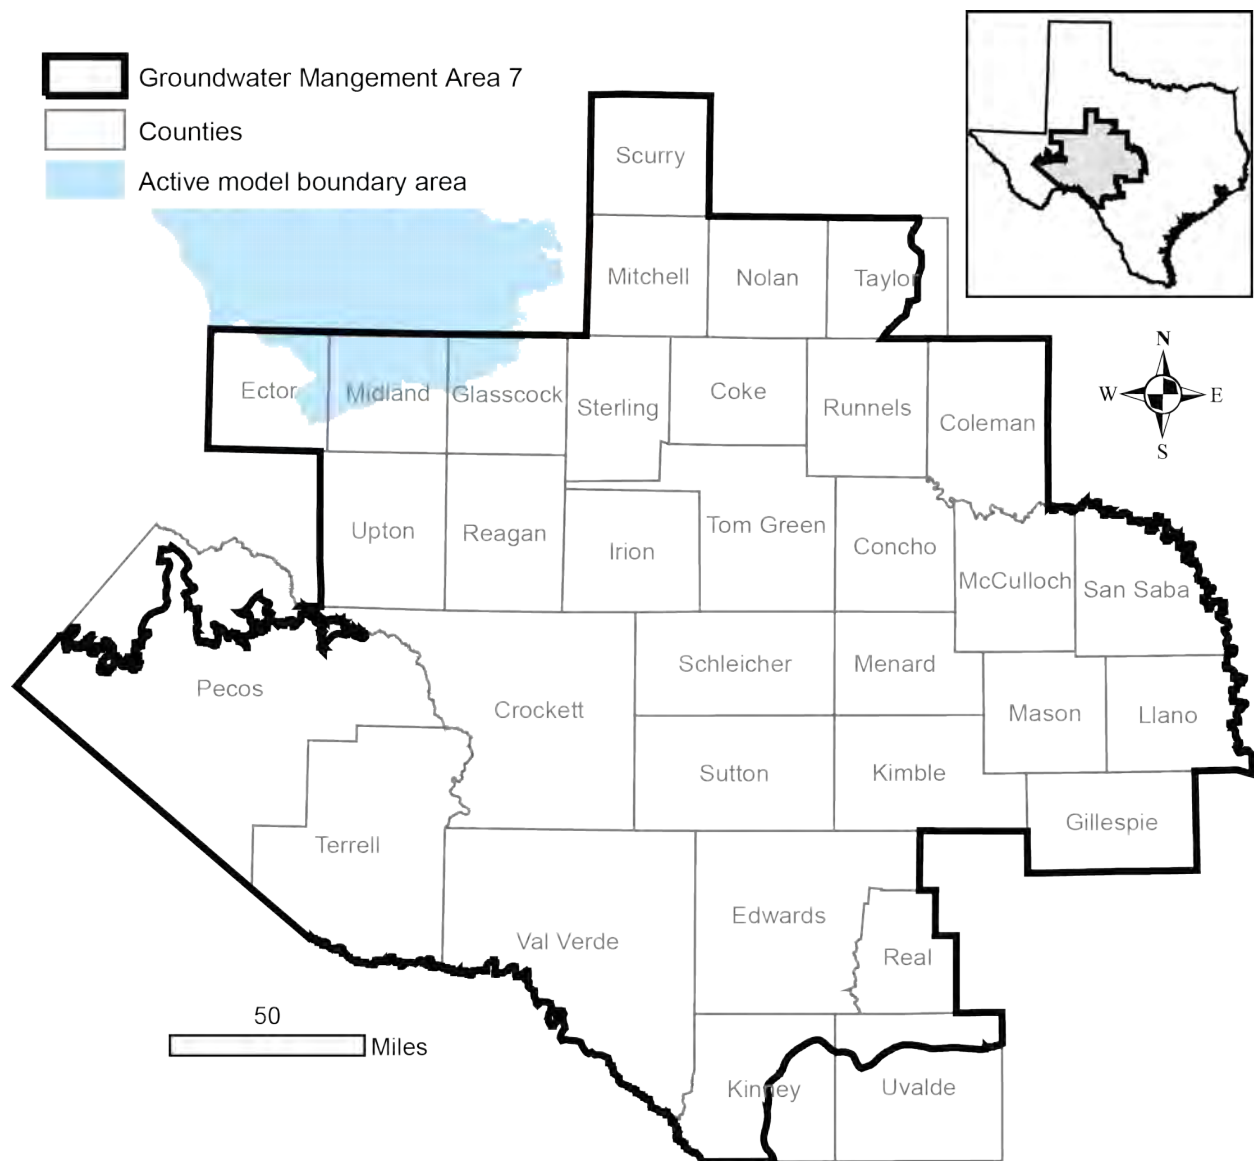 Groundwater Mangement Area 7
Counties
Active model boundary area
Scurry
Mitchell
Nolan
Taylor
N
W
E
S
Ector
Midland
Glasscock
Sterling
Coke
Runnels
Coleman
Upton
Reagan
Irion
Tom Green
Concho
McCulloch
San Saba
Pecos
Crockett
Schleicher
Menard
Mason
Llano
Sutton
Kimble
Gillespie
Terrell
Val Verde
Edwards
Real
50
Miles
Kinney
Uvalde